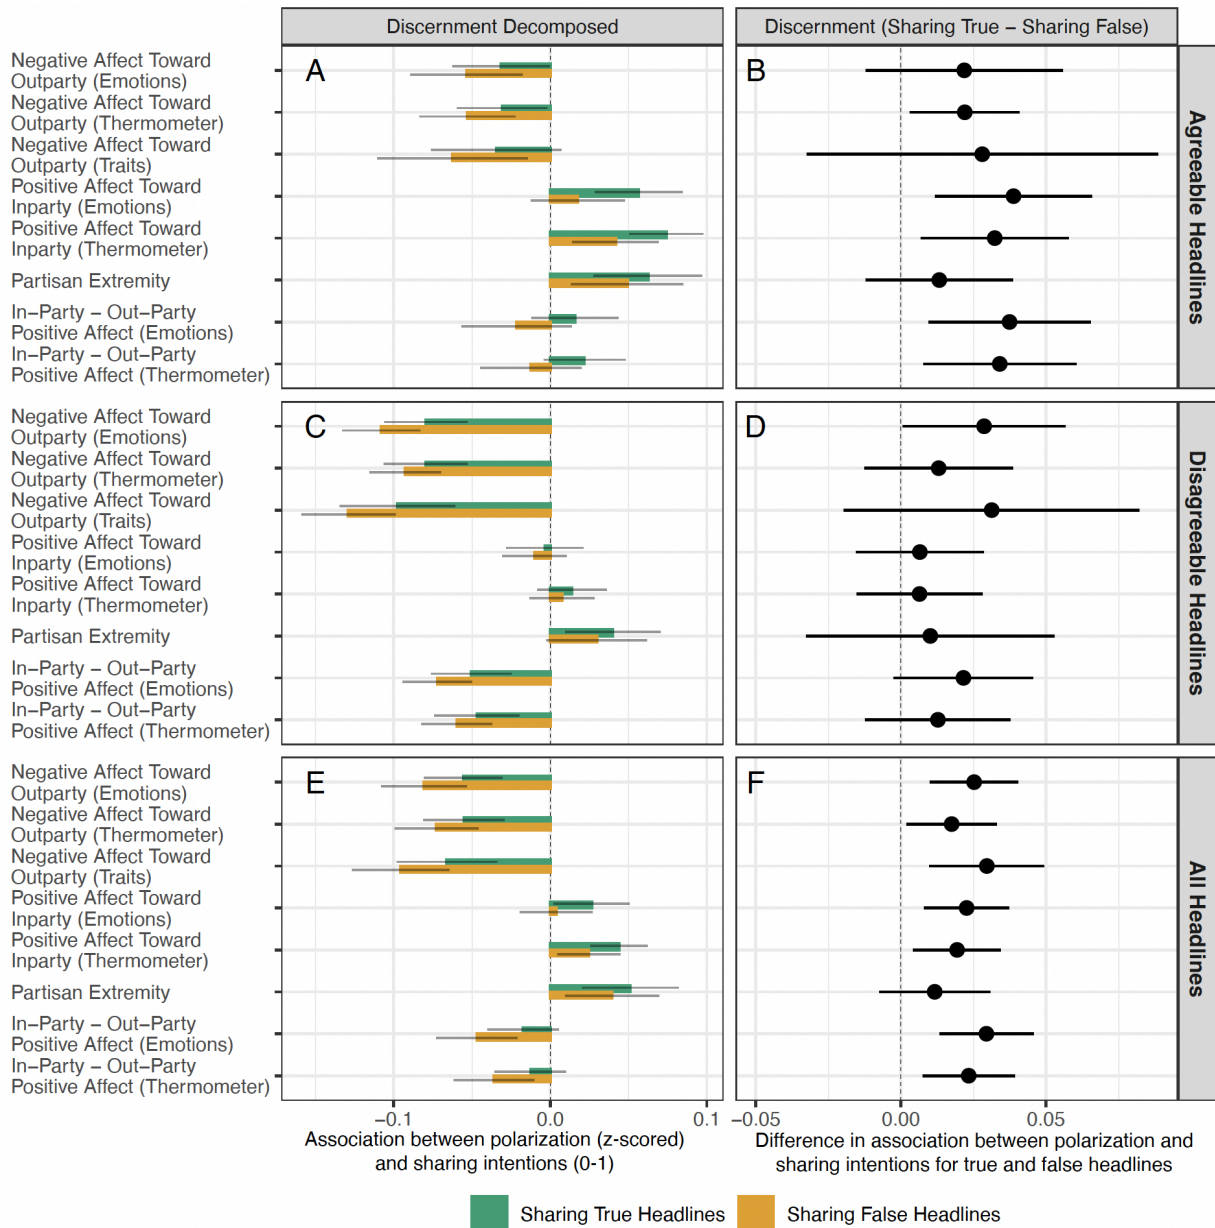 Discernment Decomposed
Discernment (Sharing True − Sharing False)
A
B
Negative Affect Toward
Outparty (Emotions)
Negative Affect Toward
Outparty (Thermometer)
Negative Affect Toward
Outparty (Traits)
Positive Affect Toward
Inparty (Emotions)
Positive Affect Toward
Inparty (Thermometer)
Partisan Extremity
In−Party − Out−Party
Positive Affect (Emotions)
In−Party − Out−Party
Positive Affect (Thermometer)
Agreeable Headlines
C
D
Negative Affect Toward
Outparty (Emotions)
Negative Affect Toward
Outparty (Thermometer)
Negative Affect Toward
Outparty (Traits)
Positive Affect Toward
Inparty (Emotions)
Positive Affect Toward
Inparty (Thermometer)
Partisan Extremity
In−Party − Out−Party
Positive Affect (Emotions)
In−Party − Out−Party
Positive Affect (Thermometer)
Disagreeable Headlines
E
F
Negative Affect Toward
Outparty (Emotions)
Negative Affect Toward
Outparty (Thermometer)
Negative Affect Toward
Outparty (Traits)
Positive Affect Toward
Inparty (Emotions)
Positive Affect Toward
Inparty (Thermometer)
Partisan Extremity
In−Party − Out−Party
Positive Affect (Emotions)
In−Party − Out−Party
Positive Affect (Thermometer)
All Headlines
−0.1 0.0 0.1
−0.05 0.00 0.05
Association between polarization (z-scored)
and sharing intentions (0-1)
Difference in association between polarization and
sharing intentions for true and false headlines
Sharing True Headlines
Sharing False Headlines